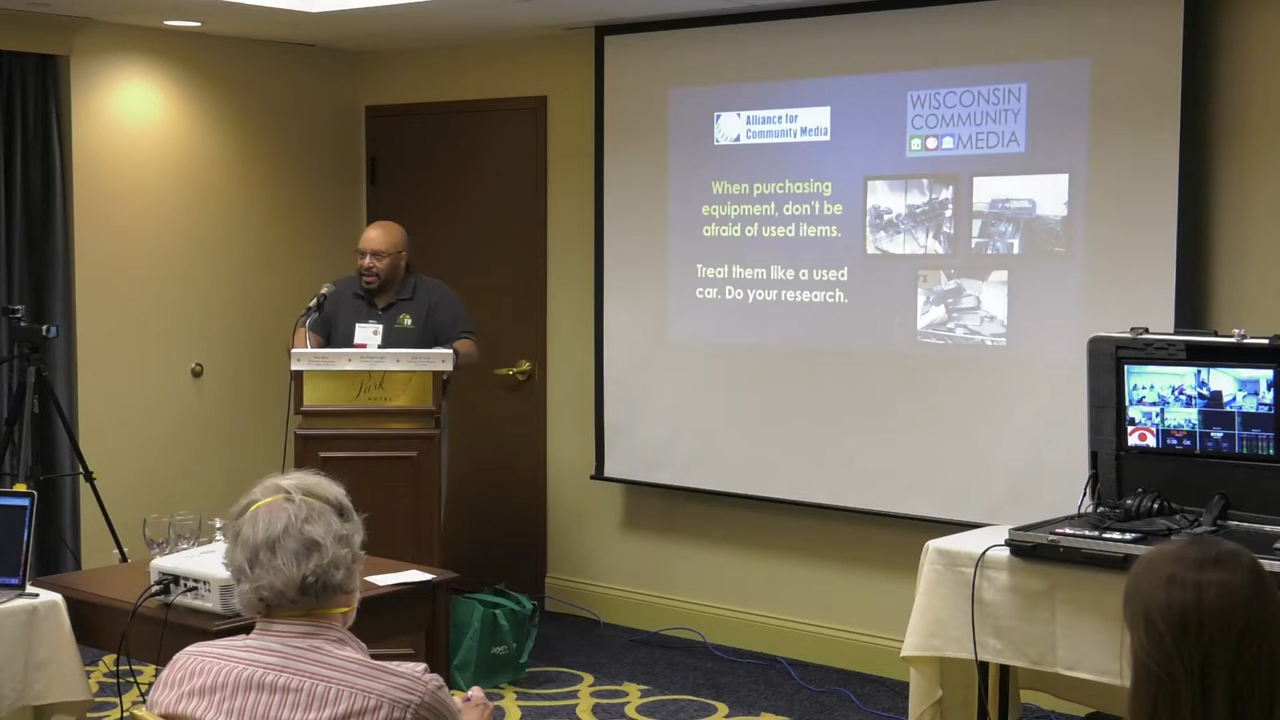 Alliance for
Community Media
WISCONSIN
COMMUNITY
MEDIA
When purchasing
equipment, don't be
afraid of used items.
Treat them like a used
car. Do your research.
Park
HOTEL